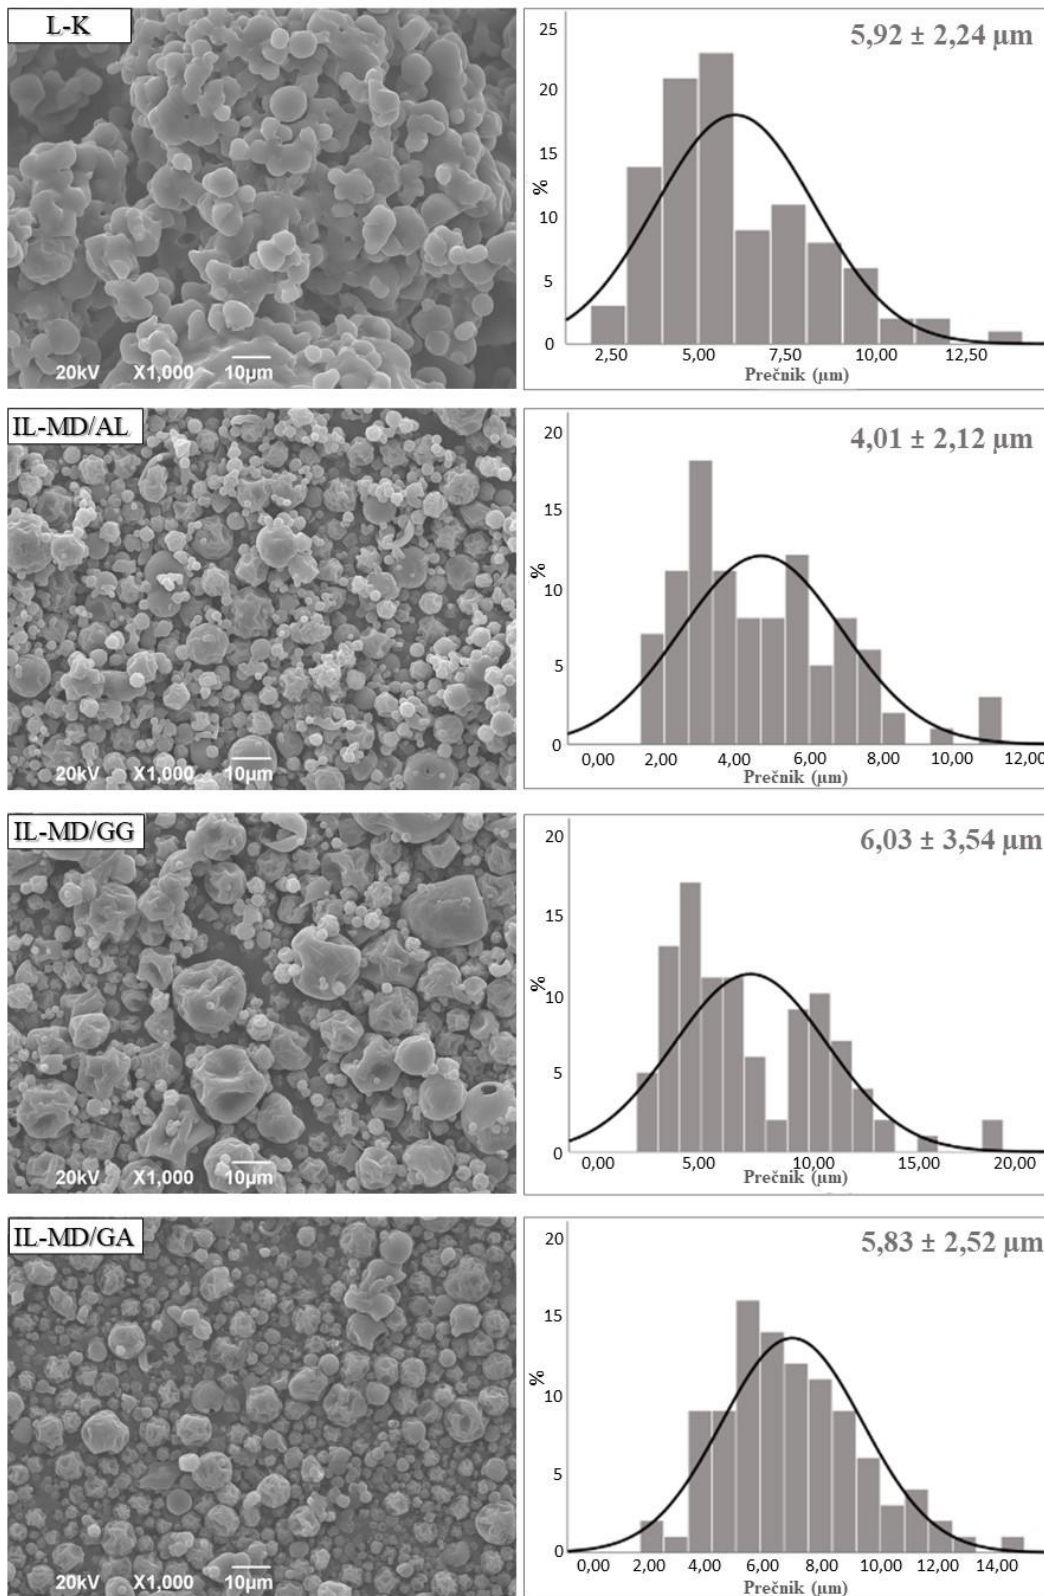 L-K
20kV X1,000 10µm
5,92 ± 2,24 µm
25
20
15
10
5
0
%
2,50 5,00 7,50 10,00 12,50
Prečnik (µm)
IL-MD/AL
20kV X1,000 10µm
4,01 ± 2,12 µm
20
15
10
5
0
%
0,00 2,00 4,00 6,00 8,00 10,00 12,00
Prečnik (µm)
IL-MD/GG
20kV X1,000 10µm
6,03 ± 3,54 µm
20
15
10
5
0
%
0,00 5,00 10,00 15,00 20,00
Prečnik (µm)
IL-MD/GA
20kV X1,000 10µm
5,83 ± 2,52 µm
20
15
10
5
0
%
0,00 2,00 4,00 6,00 8,00 10,00 12,00 14,00
Prečnik (µm)